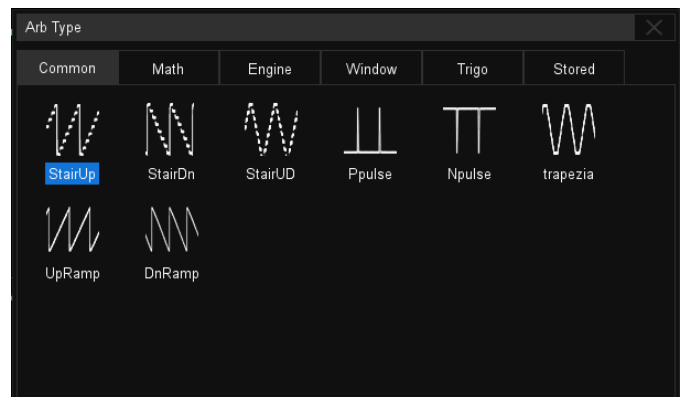 Arb Type
Common Math Engine Window Trigo Stored
StairUp StairDn StairUD Ppulse Npulse trapezia
UpRamp DnRamp